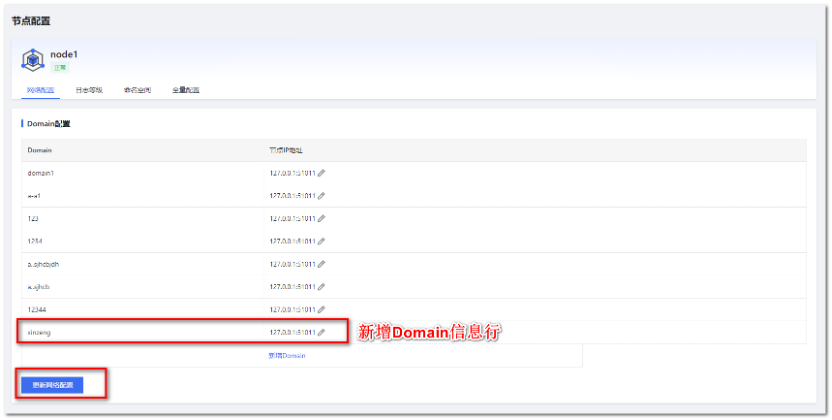 节点配置
node1
正常
网络配置 日志等级 命名空间 全量配置
Domain配置
Domain 节点IP地址
domain1 127.0.0.1:51011
a-a1 127.0.0.1:51011
123 127.0.0.1:51011
1234 127.0.0.1:51011
a.sjhcbjdh 127.0.0.1:51011
a.sjhcb 127.0.0.1:51011
12344 127.0.0.1:51011
xinzeng 127.0.0.1:51011 新增Domain信息行
新增Domain
更新网络配置